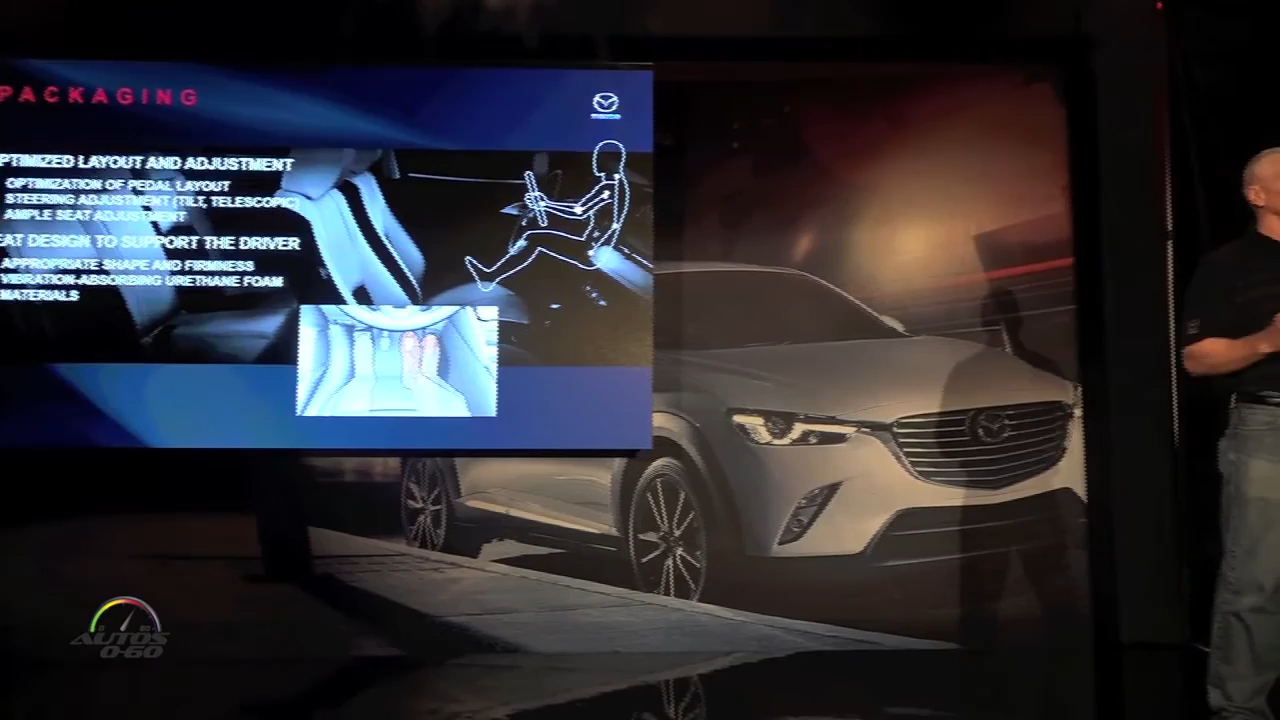 PACKAGING
PTIMIZED LAYOUT AND ADJUSTMENT
OPTIMIZATION OF PEDAL LAYOUT
STEERING ADJUSTMENT (TILT, TELESCOPIC)
AMPLE SEAT ADJUSTMENT
EAT DESIGN TO SUPPORT THE DRIVER
APPROPRIATE SHAPE AND FIRMNESS
VIBRATION-ABSORBING URETHANE FOAM
MATERIALS
AUTOS
0-60